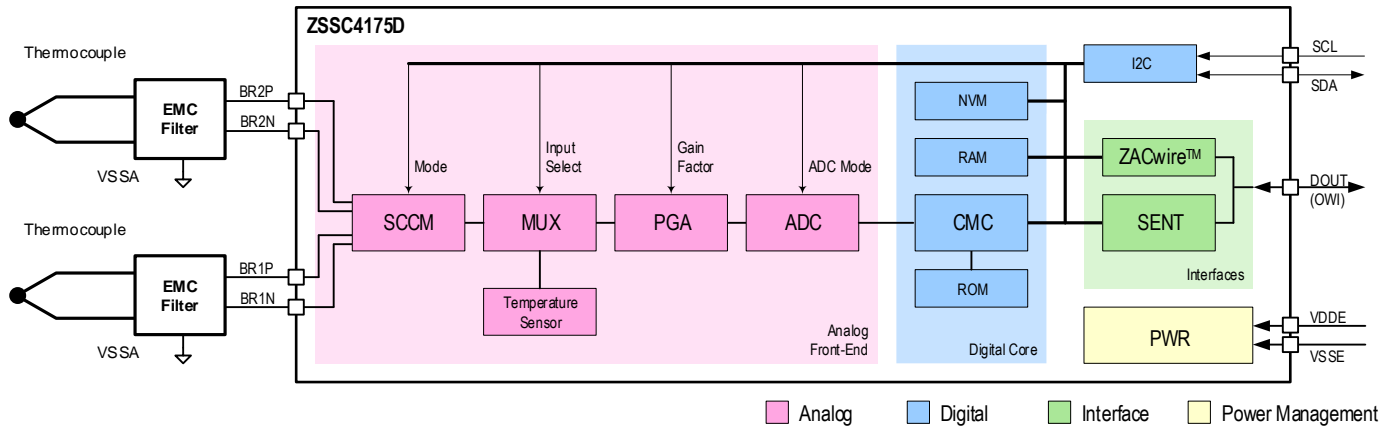 ZSSC4175D
Thermocouple
EMC
Filter
BR2P
BR2N
VSSA
Thermocouple
EMC
Filter
BR1P
BR1N
VSSA
Mode
Input
Select
Gain
Factor
ADC Mode
SCCM
MUX
PGA
ADC
Temperature
Sensor
Analog
Front-End
NVM
RAM
CMC
ROM
Digital Core
I2C
ZACwire™
SENT
Interfaces
PWR
SCL
SDA
DOUT
(OWI)
VDDE
VSSE
Analog
Digital
Interface
Power Management